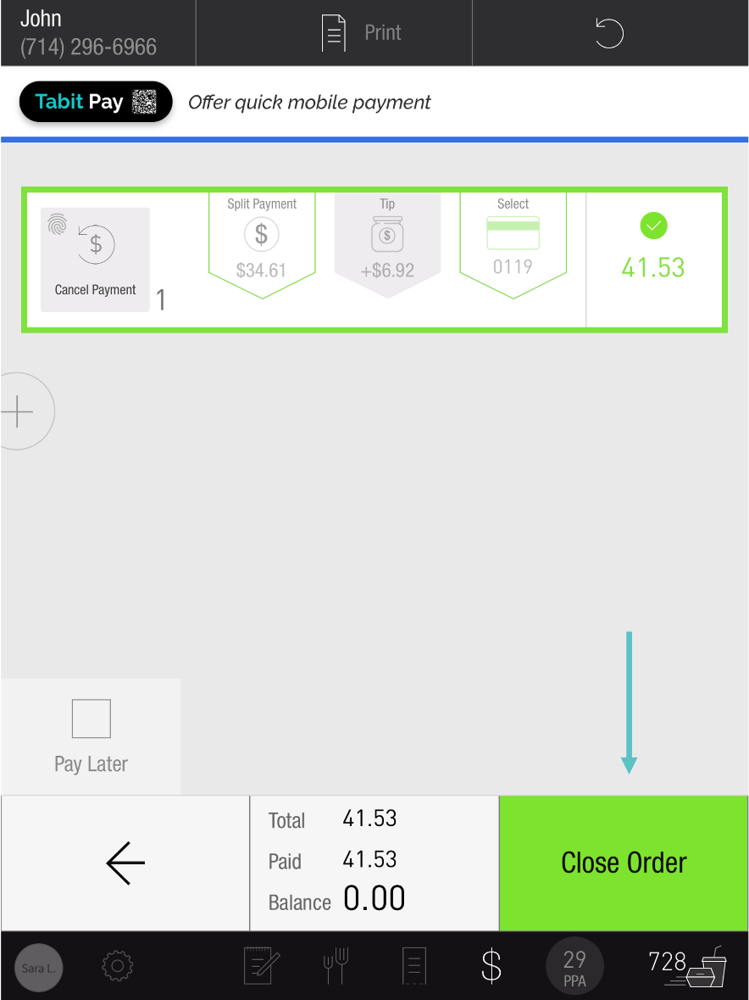 John
(714) 296-6966
Print
Tabit Pay
Offer quick mobile payment
Split Payment
Tip
Select
$
$
$
$34.61
+$6.92
0119
41.53
Cancel Payment
1
Pay Later
Total 41.53
Paid 41.53
Balance 0.00
Close Order
Sara L.
$
29
PPA
728